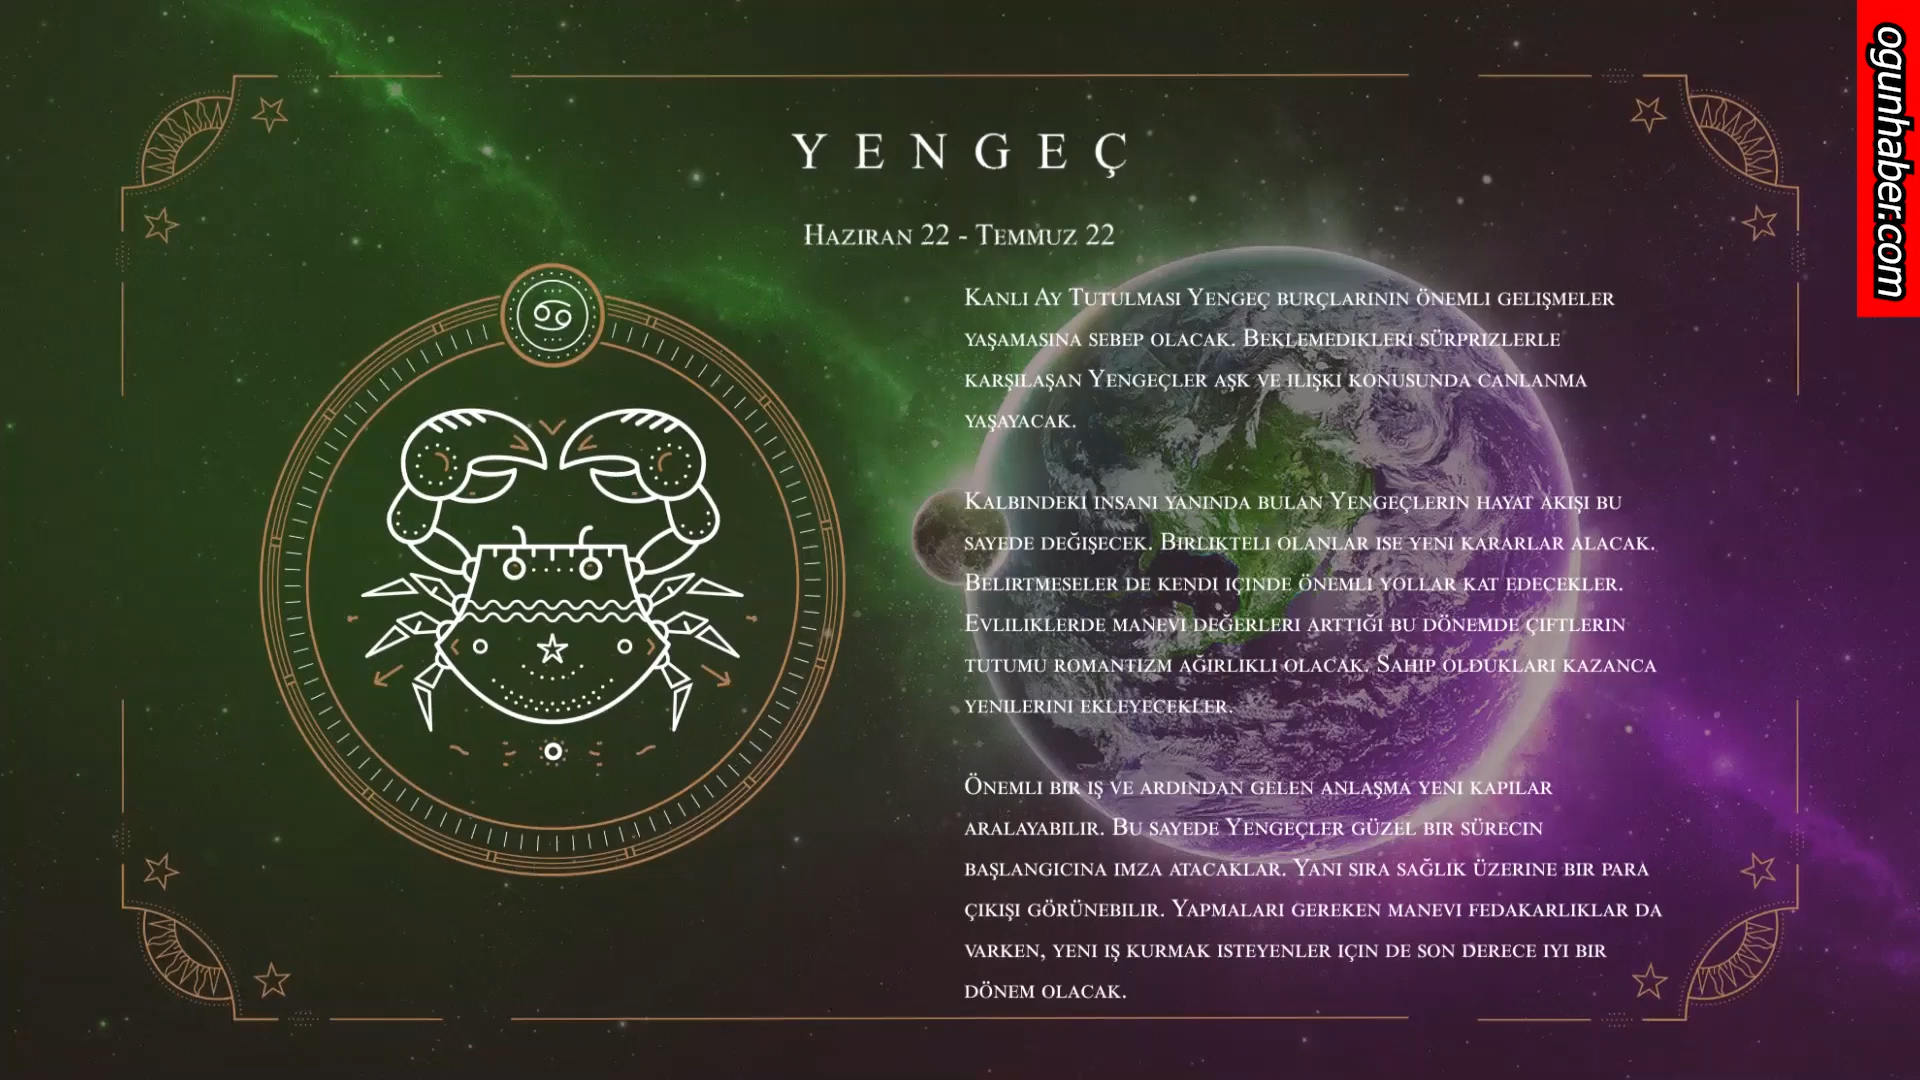 YENGEÇ
Haziran 22 - Temmuz 22
Kanlı Ay Tutulması Yengeç burçlarının önemli gelişmeler
yaşamasına sebep olacak. Beklemedikleri sürprizlerle
karşılaşan Yengeçler aşk ve ilişki konusunda canlanma
yaşayacak.
Kalbindeki insanı yanında bulan Yengeçlerin hayat akışı bu
sayede değişecek. Birlikteli olanlar ise yeni kararlar alacak.
Belirtmeseler de kendi içinde önemli yollar kat edecekler.
Evliliklerde manevi değerleri arttığı bu dönemde çiftlerin
tutumu romantizm ağırlıklı olacak. Sahip oldukları kazanca
yenilerini ekleyecekler.
Önemli bir iş ve ardından gelen anlaşma yeni kapılar
aralayabilir. Bu sayede Yengeçler güzel bir sürecin
başlangıcına imza atacaklar. Yanı sıra sağlık üzerine bir para
çıkışı görünebilir. Yapmaları gereken manevi fedakarlıklar da
varken, yeni iş kurmak isteyenler için de son derece iyi bir
dönem olacak.
ogunhaber.com